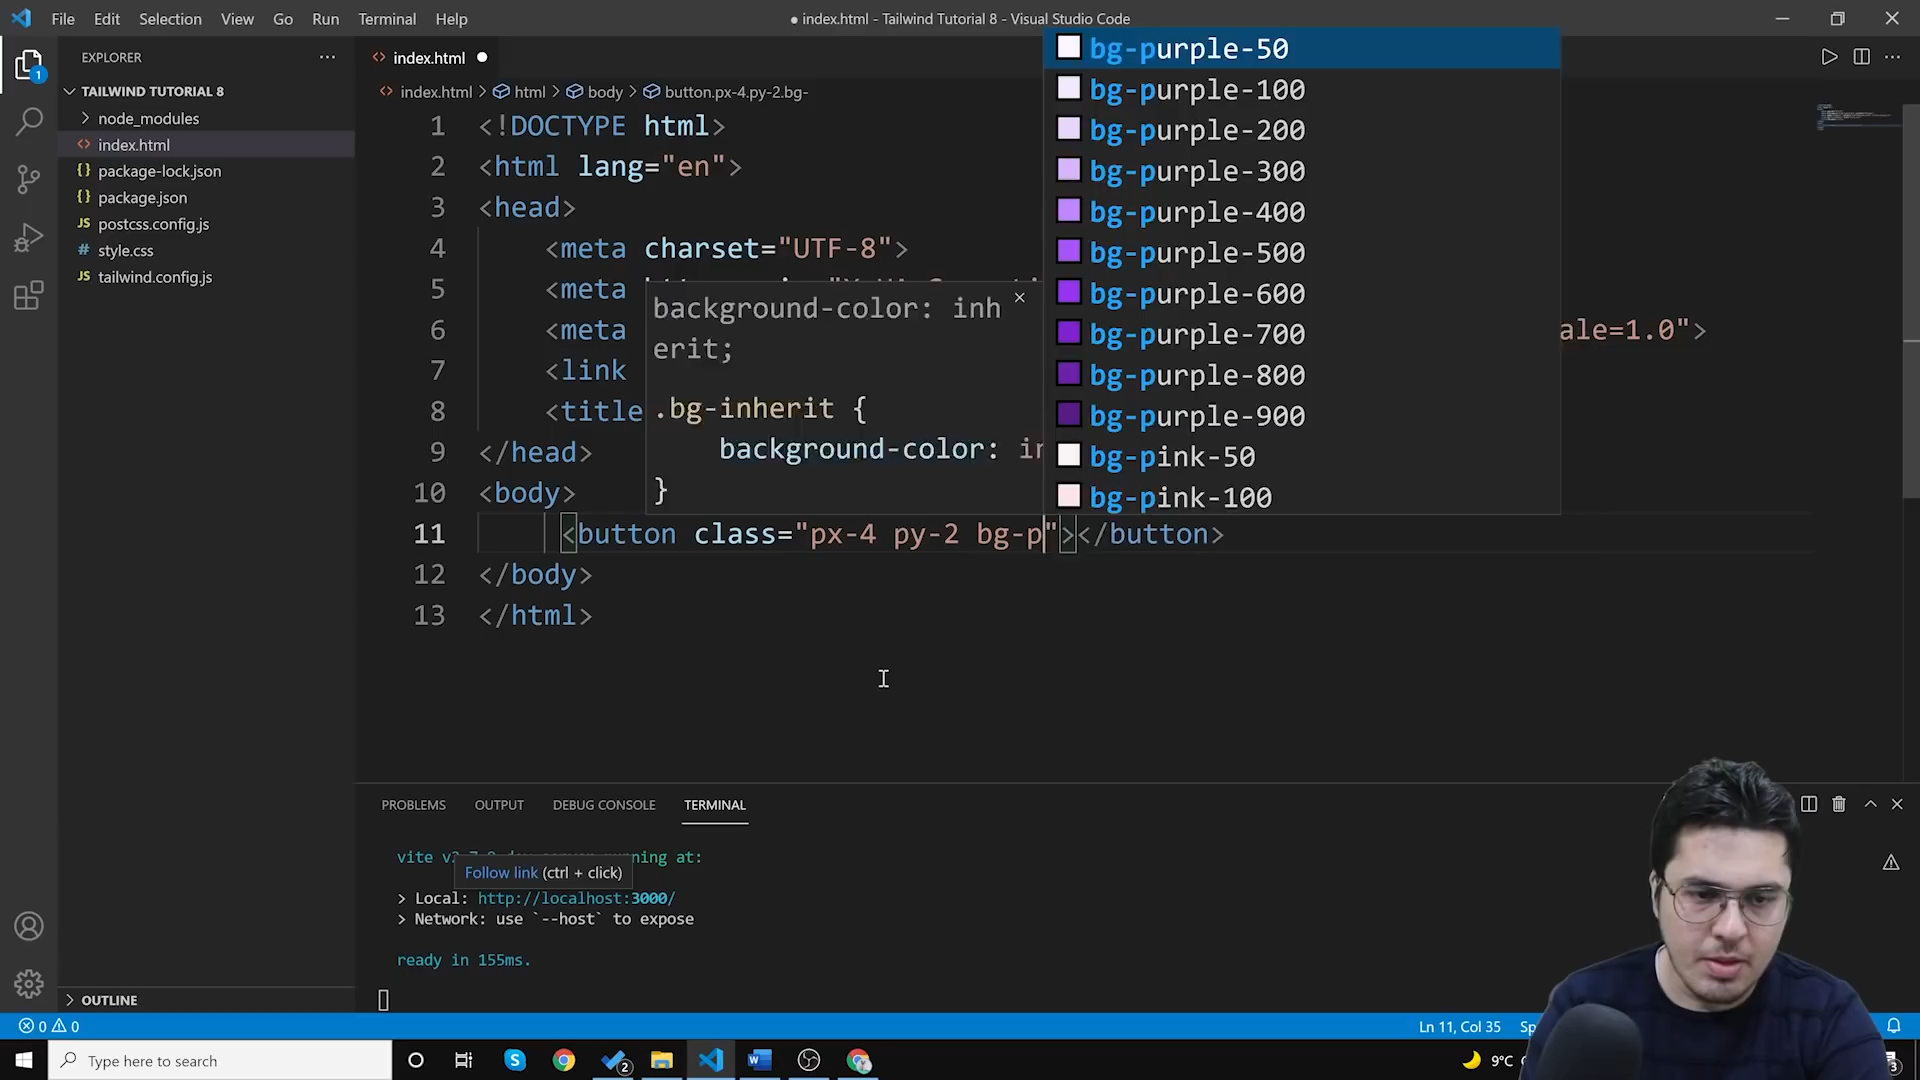 File Edit Selection View Go Run Terminal Help
● index.html - Tailwind Tutorial 8 - Visual Studio Code
EXPLORER
TAILWIND TUTORIAL 8
node_modules
index.html
package-lock.json
package.json
postcss.config.js
style.css
tailwind.config.js
OUTLINE
1
index.html
index.html > html > body > button.px-4.py-2.bg-
1 <!DOCTYPE html>
2 <html lang="en">
3 <head>
4 <meta charset="UTF-8">
5 <meta
6 <meta ale=1.0">
7 <link
8 <title
9 </head>
10 <body>
11 <button class="px-4 py-2 bg-p"></button>
12 </body>
13 </html>
background-color: inh
erit;
.bg-inherit {
background-color: in
}
bg-purple-50
bg-purple-100
bg-purple-200
bg-purple-300
bg-purple-400
bg-purple-500
bg-purple-600
bg-purple-700
bg-purple-800
bg-purple-900
bg-pink-50
bg-pink-100
PROBLEMS OUTPUT DEBUG CONSOLE TERMINAL
vite running at:
Follow link (ctrl + click)
> Local: http://localhost:3000/
> Network: use `--host` to expose
ready in 155ms.
0 0
Ln 11, Col 35
Type here to search
2
9°C
3